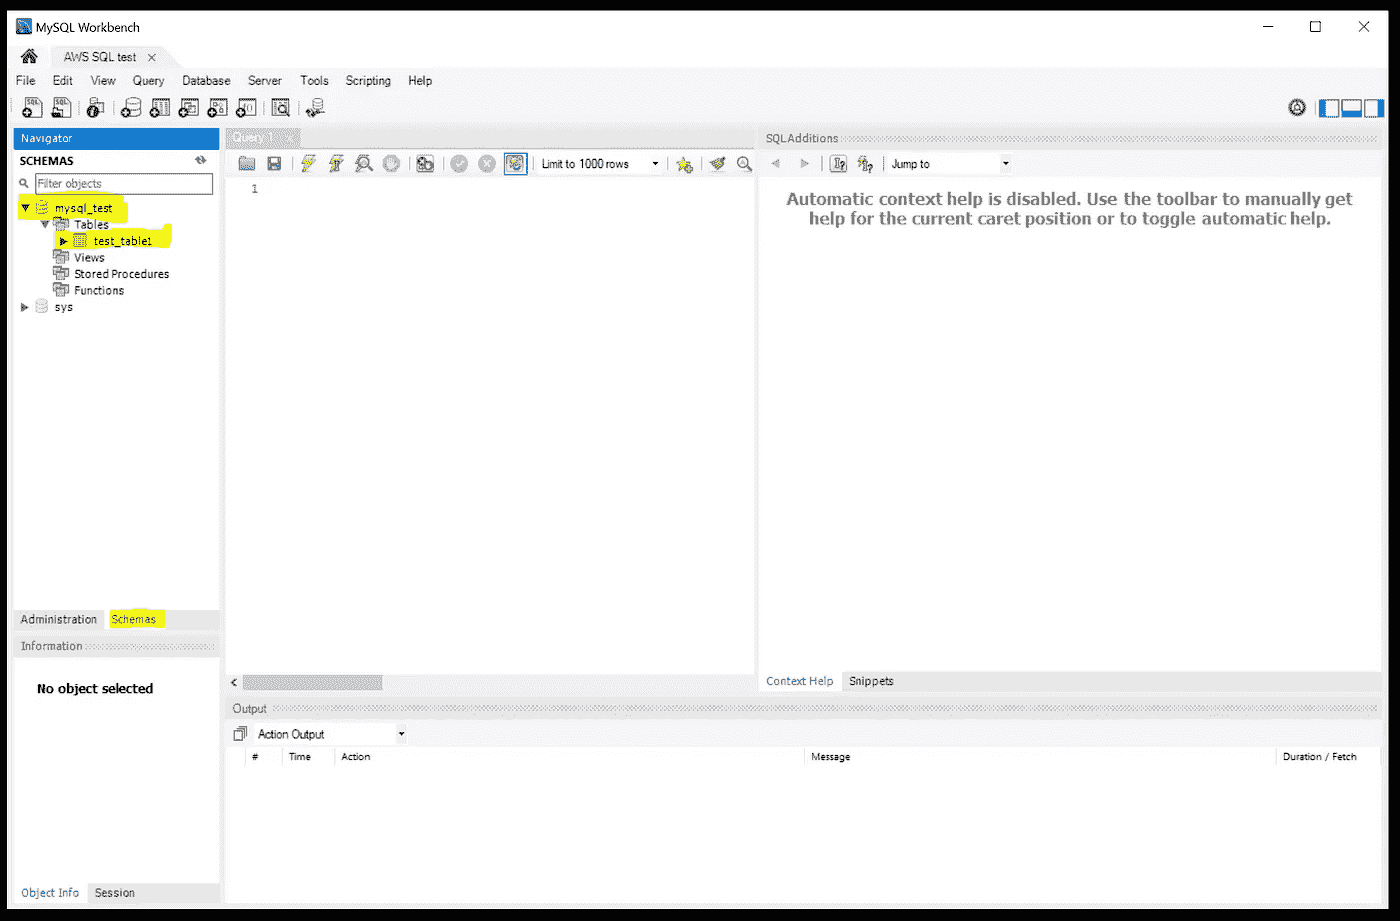 MySQL Workbench
AWS SQL test
File Edit View Query Database Server Tools Scripting Help
Navigator
SCHEMAS
Filter objects
mysql_test
Tables
test_table1
Views
Stored Procedures
Functions
sys
Administration Schemas
Information
No object selected
Object Info Session
Query 1
Limit to 1000 rows
1
SQLAdditions
Jump to
Automatic context help is disabled. Use the toolbar to manually get
help for the current caret position or to toggle automatic help.
Context Help Snippets
Output
Action Output
# Time Action Message Duration / Fetch